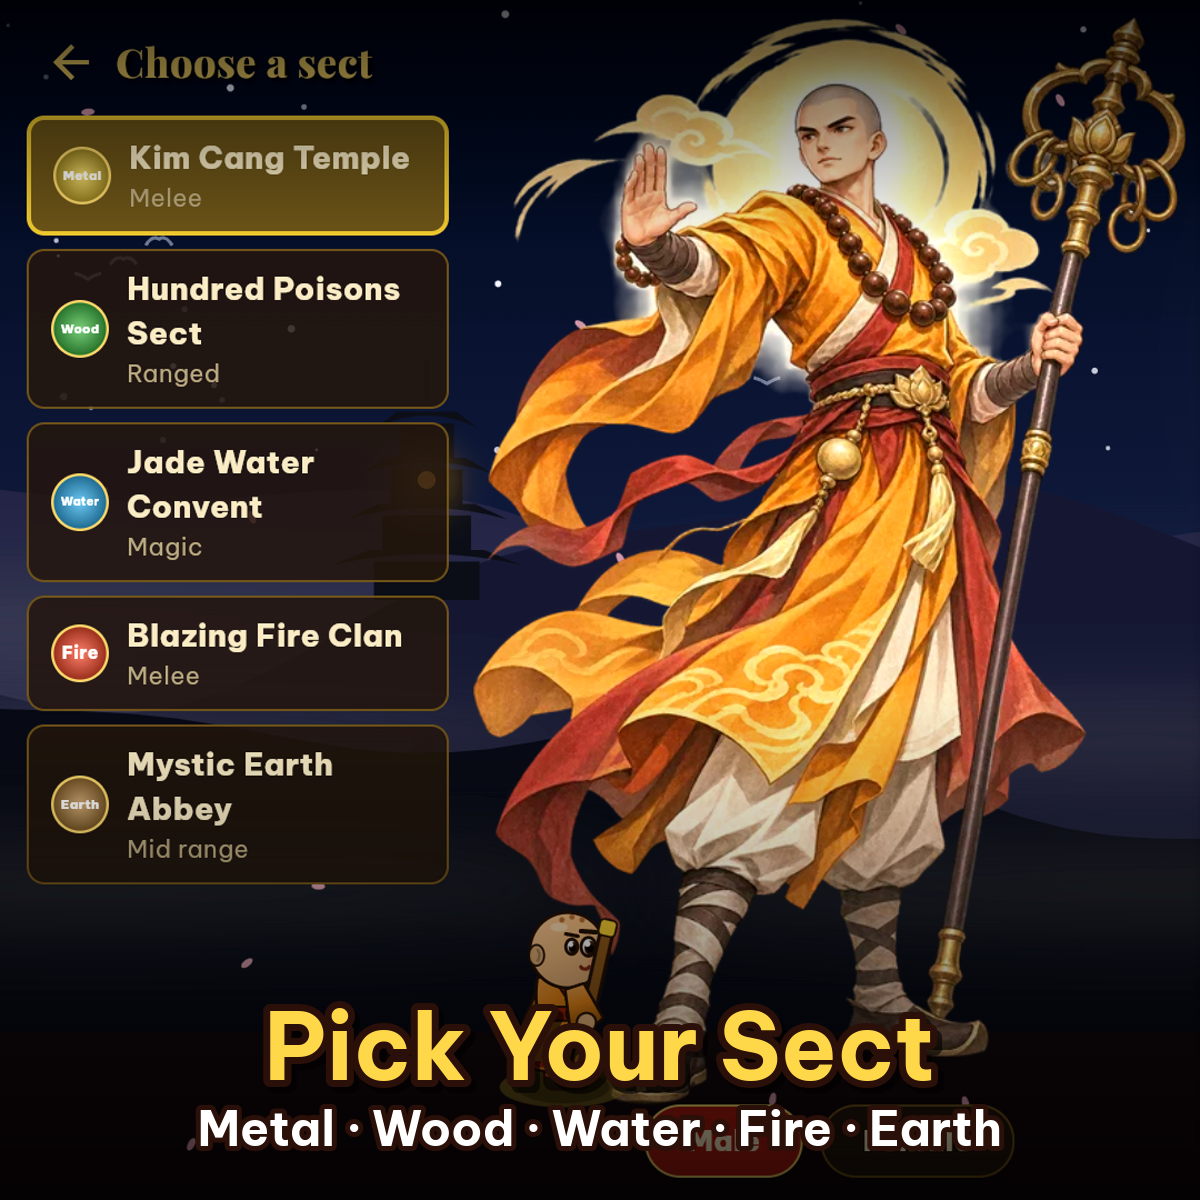 Choose a sect
Metal
Kim Cang Temple
Melee
Wood
Hundred Poisons
Sect
Ranged
Water
Jade Water
Convent
Magic
Fire
Blazing Fire Clan
Melee
Earth
Mystic Earth
Abbey
Mid range
Pick Your Sect
Metal · Wood · Water · Fire · Earth
Male